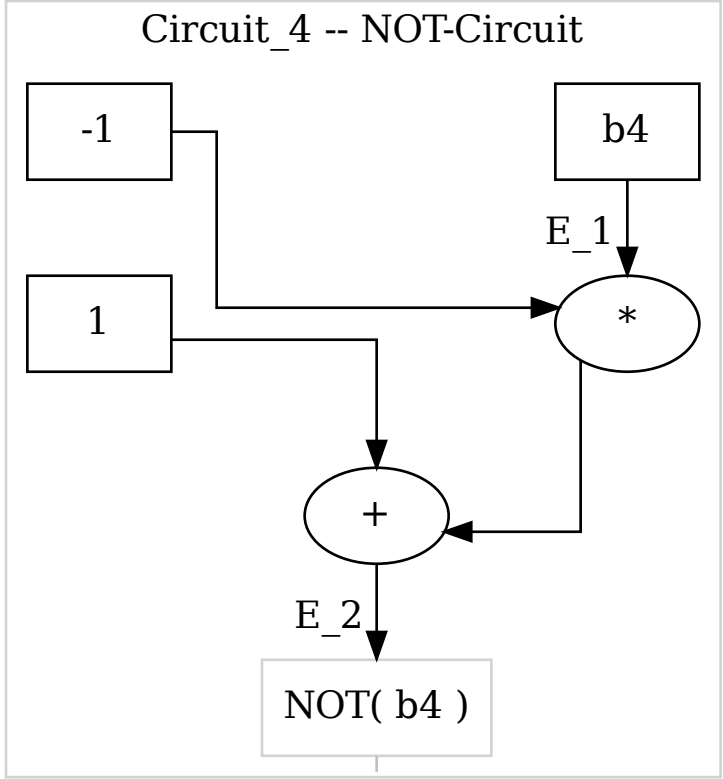 Circuit_4 -- NOT-Circuit
-1
b4
E_1
1
*
+
E_2
NOT( b4 )